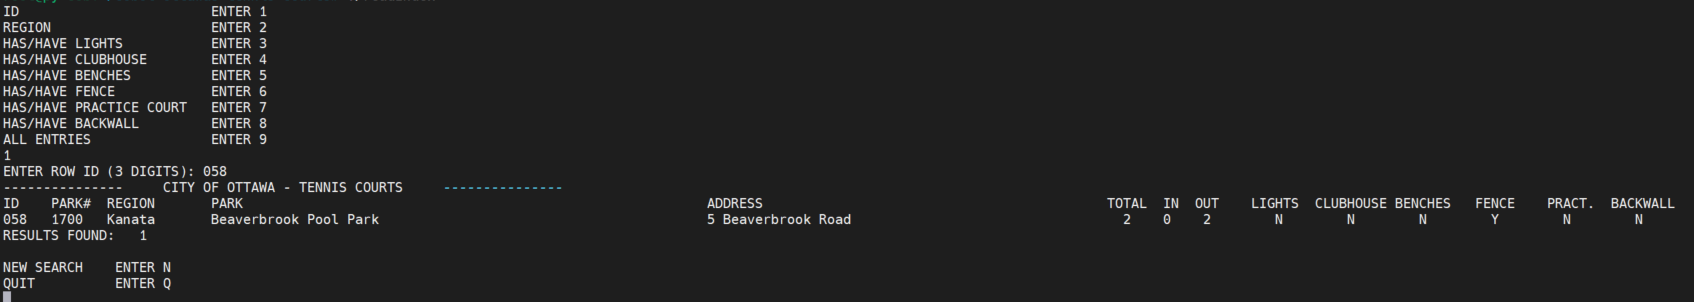 ID ENTER 1
REGION ENTER 2
HAS/HAVE LIGHTS ENTER 3
HAS/HAVE CLUBHOUSE ENTER 4
HAS/HAVE BENCHES ENTER 5
HAS/HAVE FENCE ENTER 6
HAS/HAVE PRACTICE COURT ENTER 7
HAS/HAVE BACKWALL ENTER 8
ALL ENTRIES ENTER 9
1
ENTER ROW ID (3 DIGITS): 058
--------------- CITY OF OTTAWA - TENNIS COURTS ---------------
ID PARK# REGION PARK ADDRESS TOTAL IN OUT LIGHTS CLUBHOUSE BENCHES FENCE PRACT. BACKWALL
058 1700 Kanata Beaverbrook Pool Park 5 Beaverbrook Road 2 0 2 N N N Y N N
RESULTS FOUND: 1
NEW SEARCH ENTER N
QUIT ENTER Q